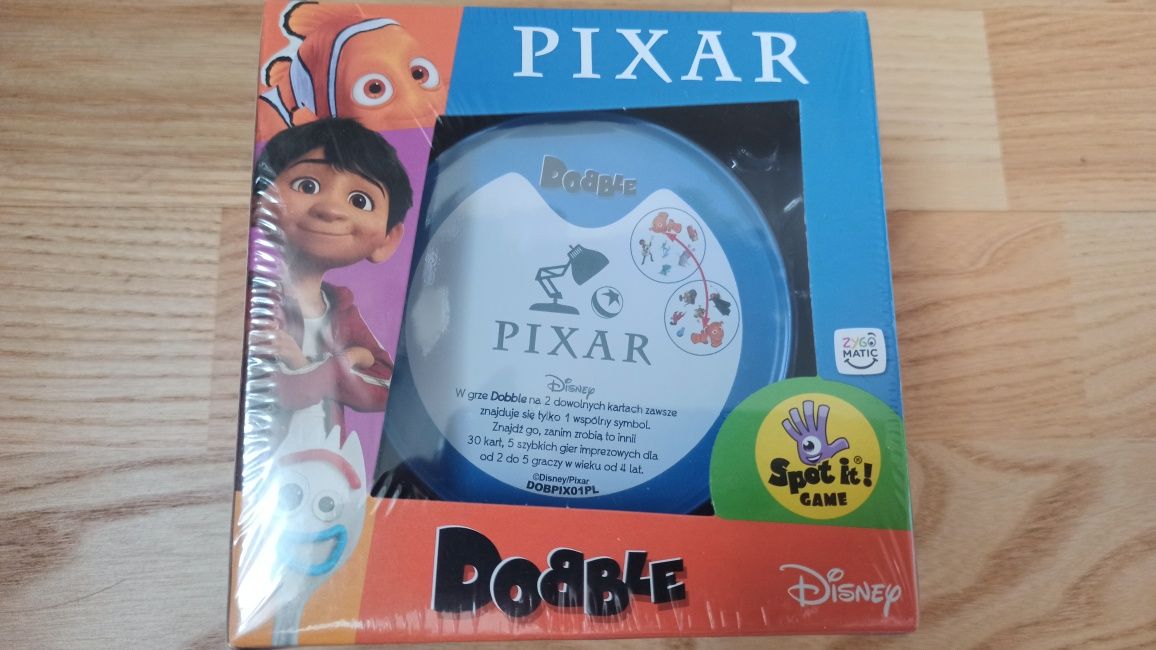 PIXAR
DOBBLE
PIXAR
DISNEY
W grze Dobble na 2 dowolnych kartach zawsze
znajduje się tylko 1 wspólny symbol.
Znajdź go, zanim zrobią to inni!
30 kart, 5 szybkich gier imprezowych dla
od 2 do 5 graczy w wieku od 4 lat.
©Disney/Pixar
DOBPIX01PL
ZYGO
MATIC
Spot it!®
GAME
DOBBLE
DISNEY